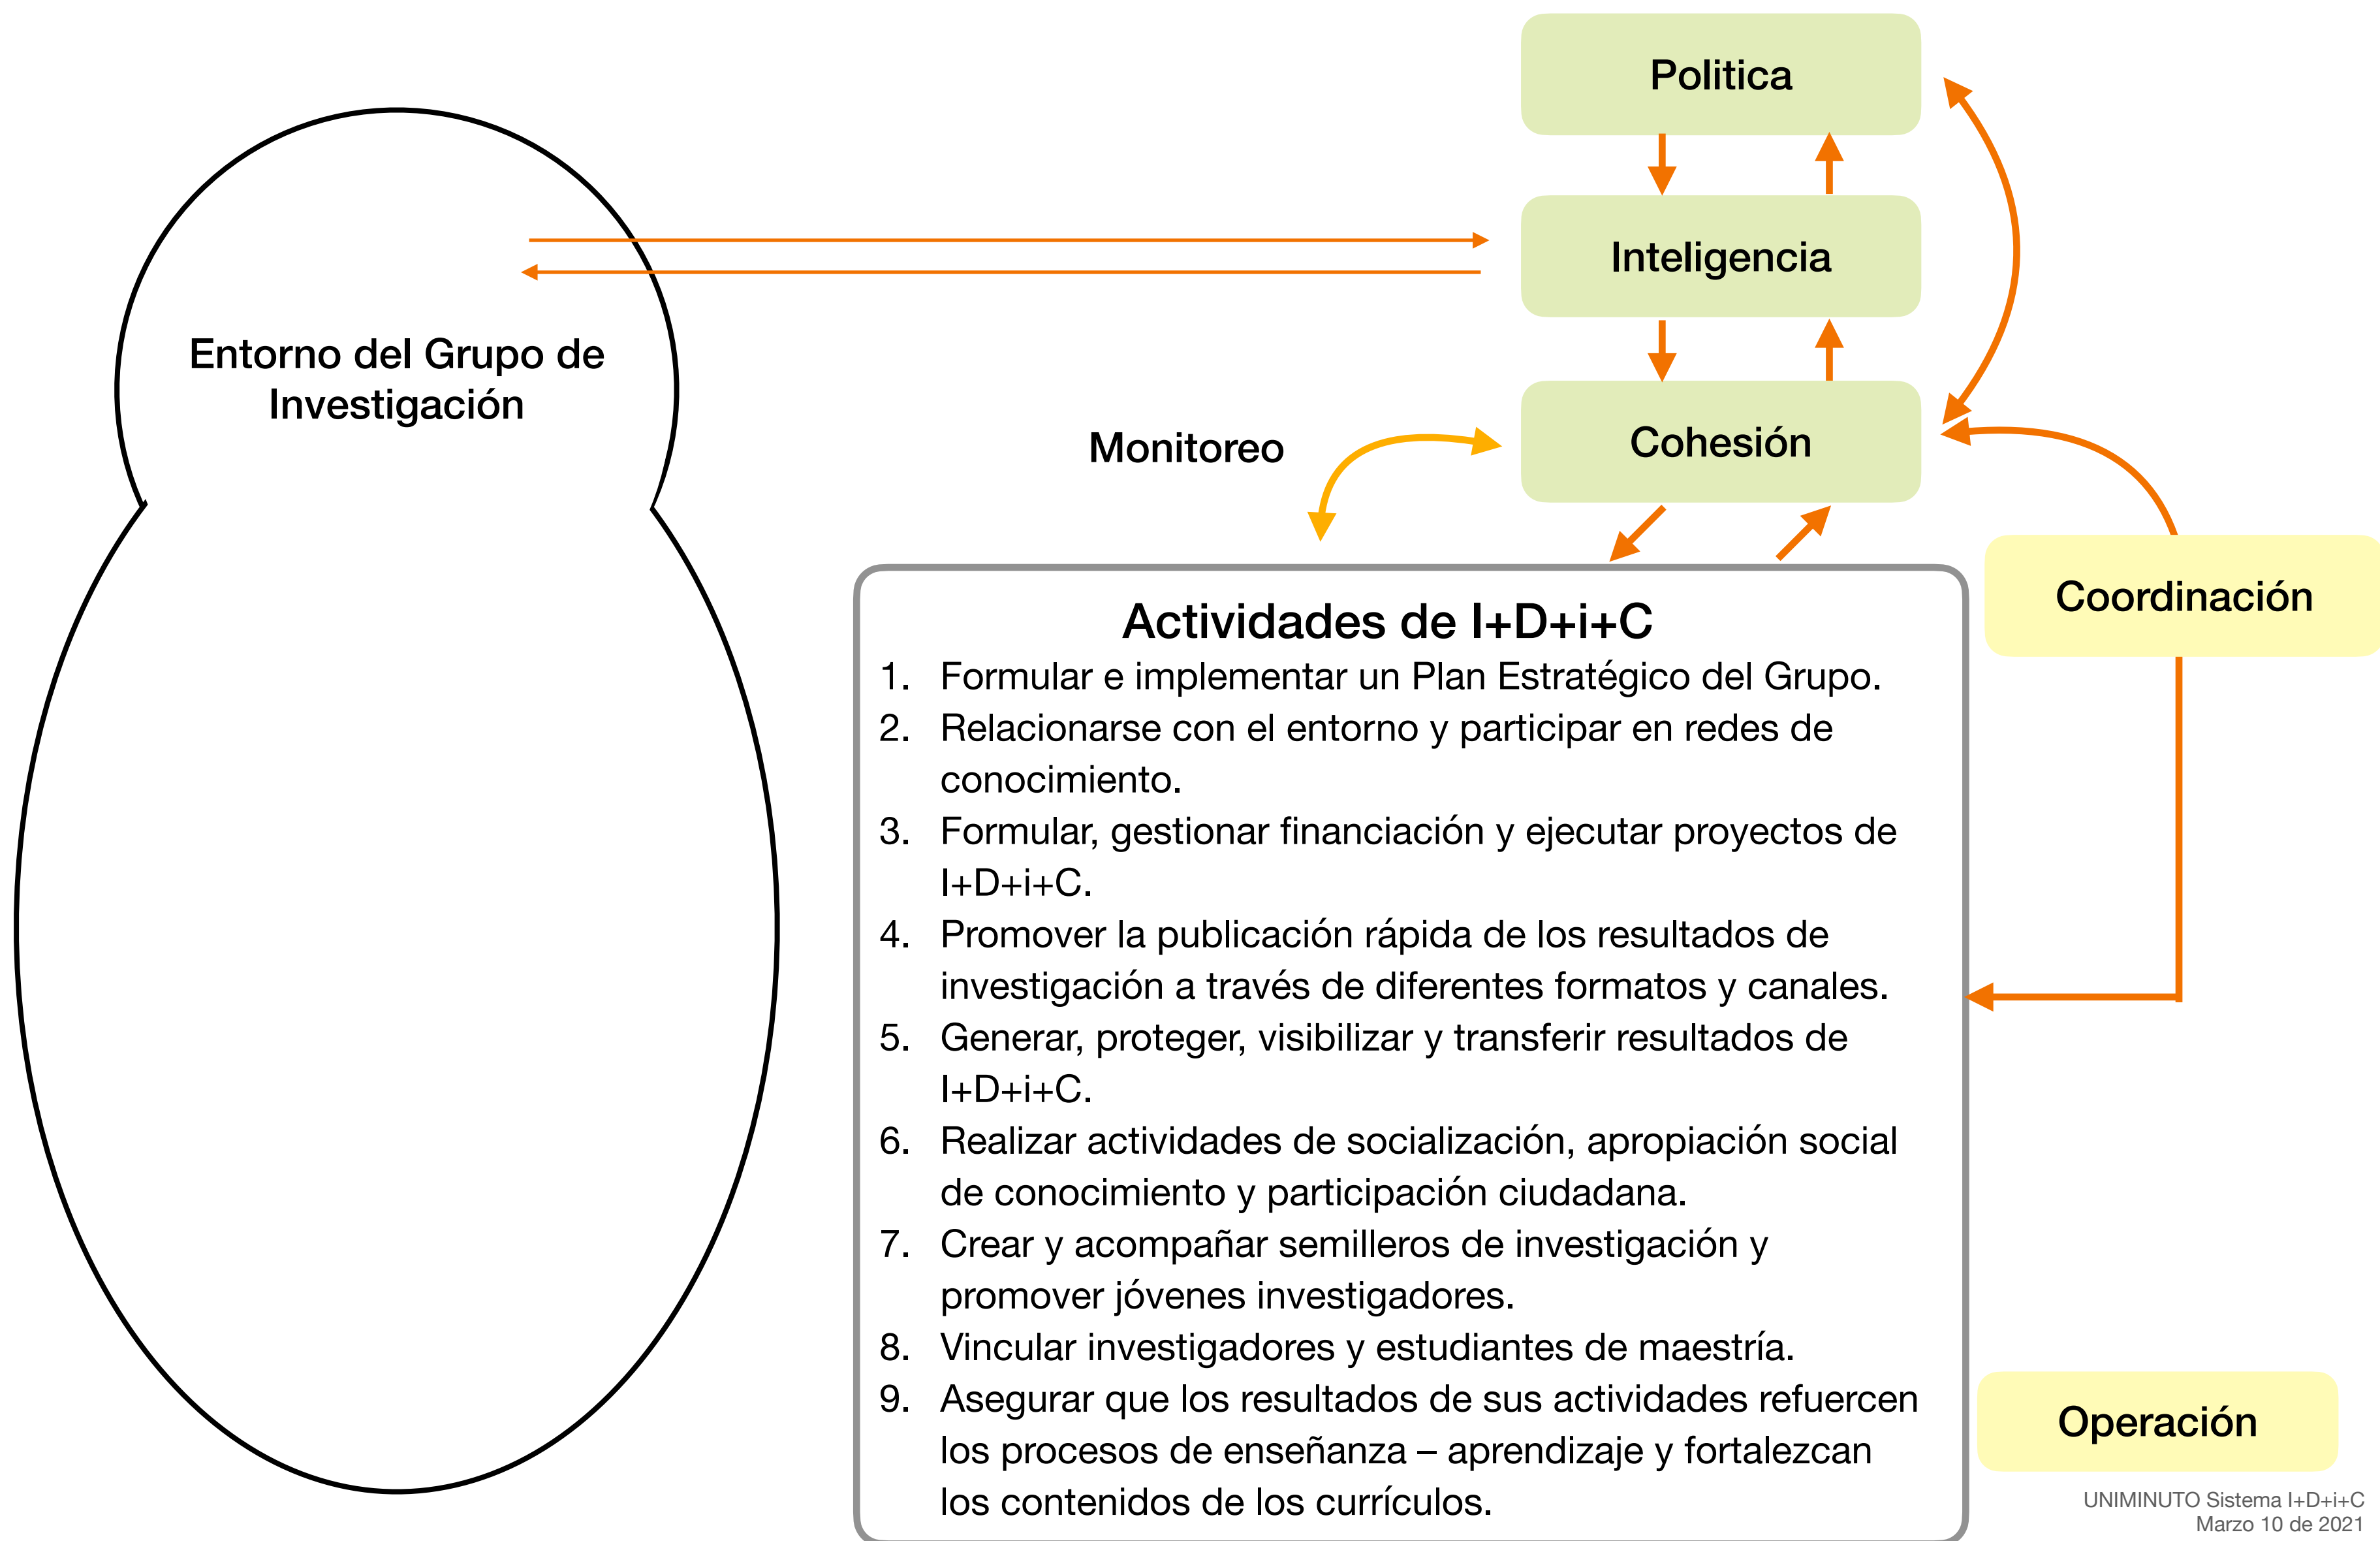 Politica
Inteligencia
Entorno del Grupo de
Investigación
Monitoreo
Cohesión
Coordinación
Actividades de I+D+i+C
1. Formular e implementar un Plan Estratégico del Grupo.
2. Relacionarse con el entorno y participar en redes de
conocimiento.
3. Formular, gestionar financiación y ejecutar proyectos de
I+D+i+C.
4. Promover la publicación rápida de los resultados de
investigación a través de diferentes formatos y canales.
5. Generar, proteger, visibilizar y transferir resultados de
I+D+i+C.
6. Realizar actividades de socialización, apropiación social
de conocimiento y participación ciudadana.
7. Crear y acompañar semilleros de investigación y
promover jóvenes investigadores.
8. Vincular investigadores y estudiantes de maestría.
9. Asegurar que los resultados de sus actividades refuercen
los procesos de enseñanza – aprendizaje y fortalezcan
los contenidos de los currículos.
Operación
UNIMINUTO Sistema I+D+i+C
Marzo 10 de 2021